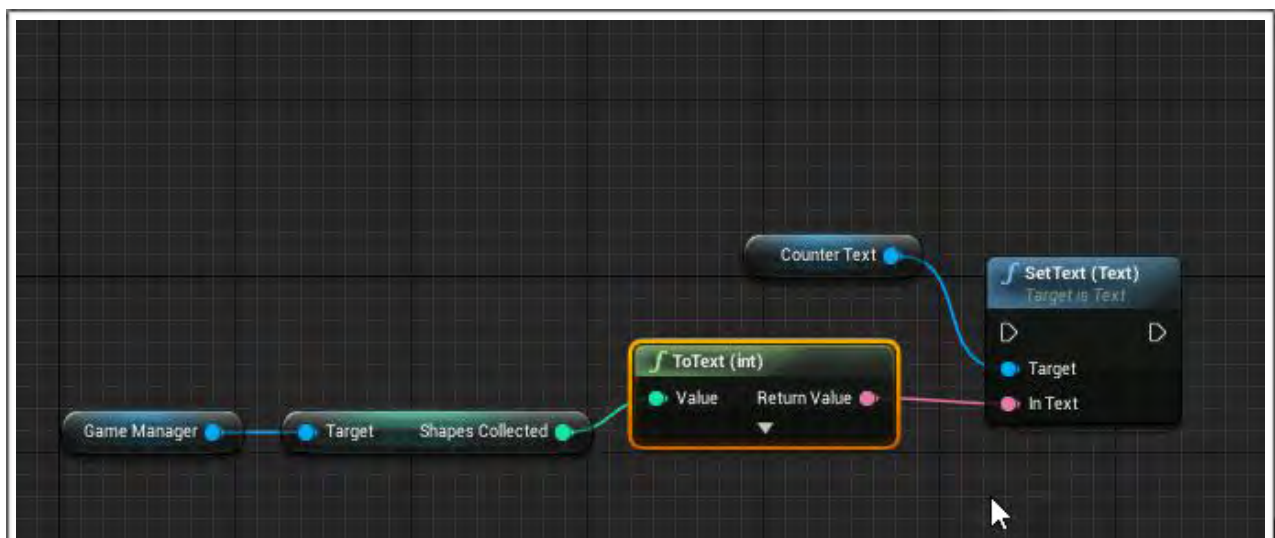 Counter Text
SetText (Text)
Target is Text
Target
In Text
ToText (int)
Value Return Value
Game Manager
Target Shapes Collected